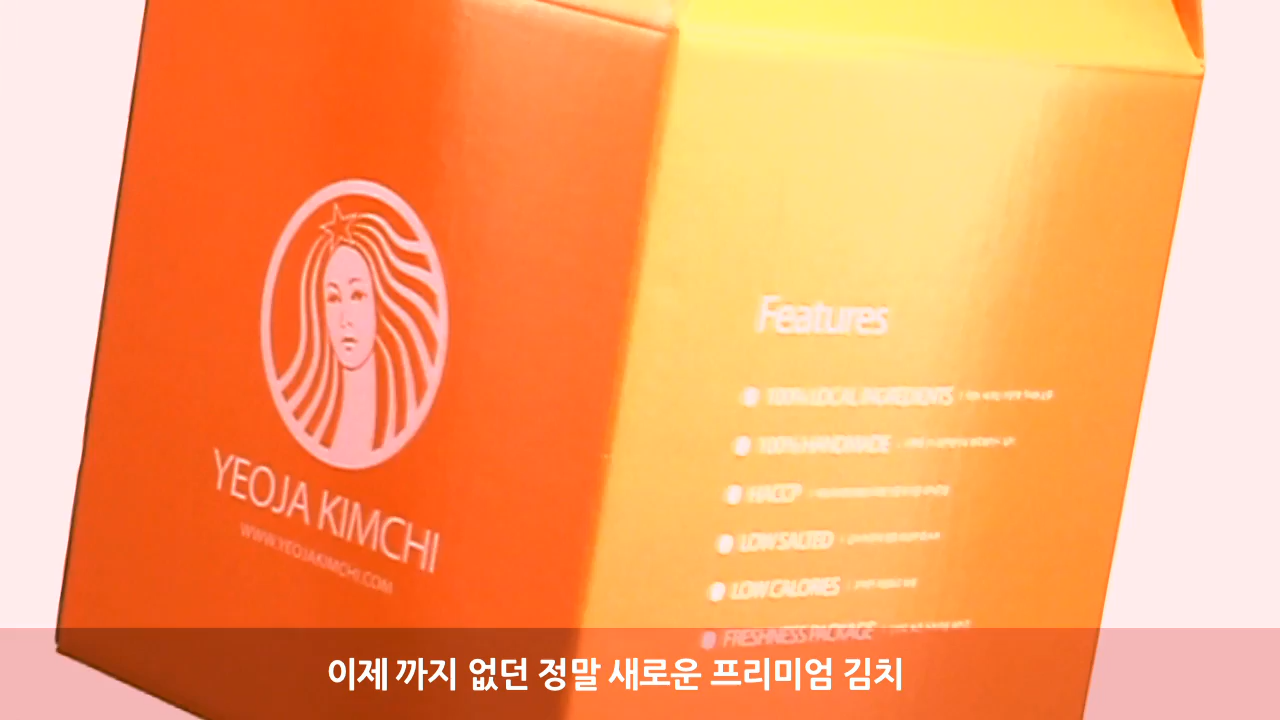 YEOJA KIMCHI
WWW.YEOJAKIMCHI.COM
Features
100% LOCAL INGREDIENTS
100% HANDMADE
HACCP
LOW SALTED
LOW CALORIES
FRESHNESS PACKAGE
이제 까지 없던 정말 새로운 프리미엄 김치